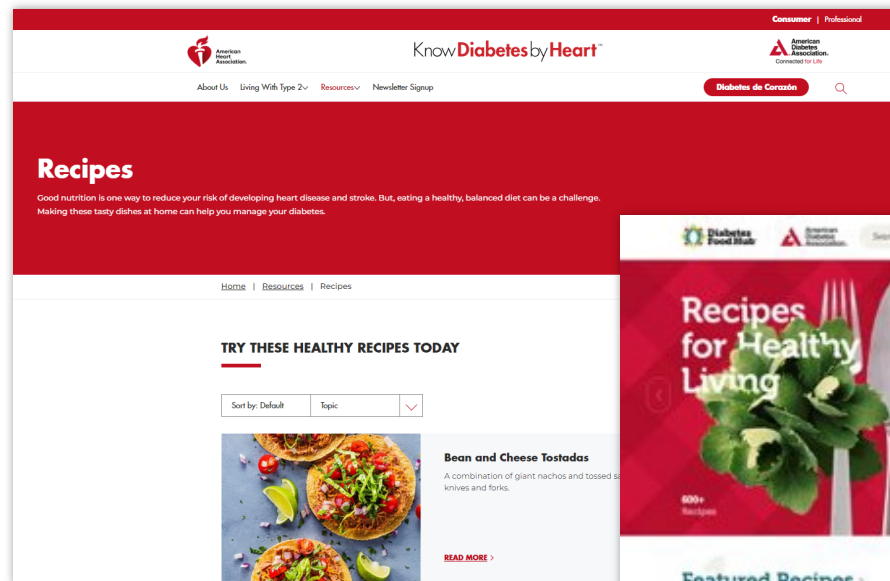 Consumer | Professional
American
Heart
Association.
Know Diabetes by Heart™
American
Diabetes
Association.
Connected for Life
About Us Living With Type 2 Resources Newsletter Signup
Diabetes de Corazón
Recipes
Good nutrition is one way to reduce your risk of developing heart disease and stroke. But, eating a healthy, balanced diet can be a challenge.
Making these tasty dishes at home can help you manage your diabetes.
Home | Resources | Recipes
TRY THESE HEALTHY RECIPES TODAY
Sort by: Default Topic
Bean and Cheese Tostadas
A combination of giant nachos and tossed
knives and forks.
READ MORE >
Diabetes
Food Hub
American
Diabetes
Association.
Recipes
for Healthy
Living
600+
Recipes
Featured Recipes